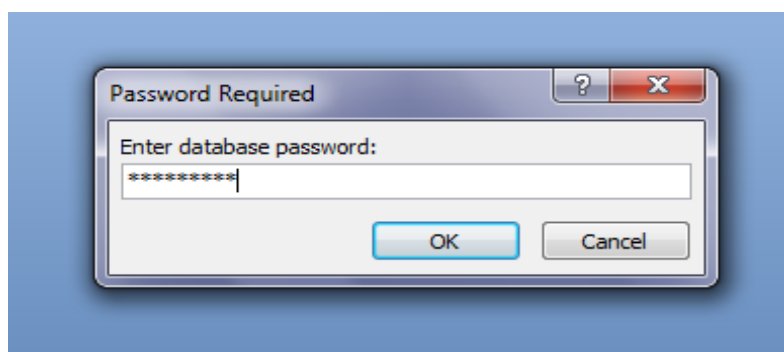 Password Required
Enter database password:
*********
OK
Cancel